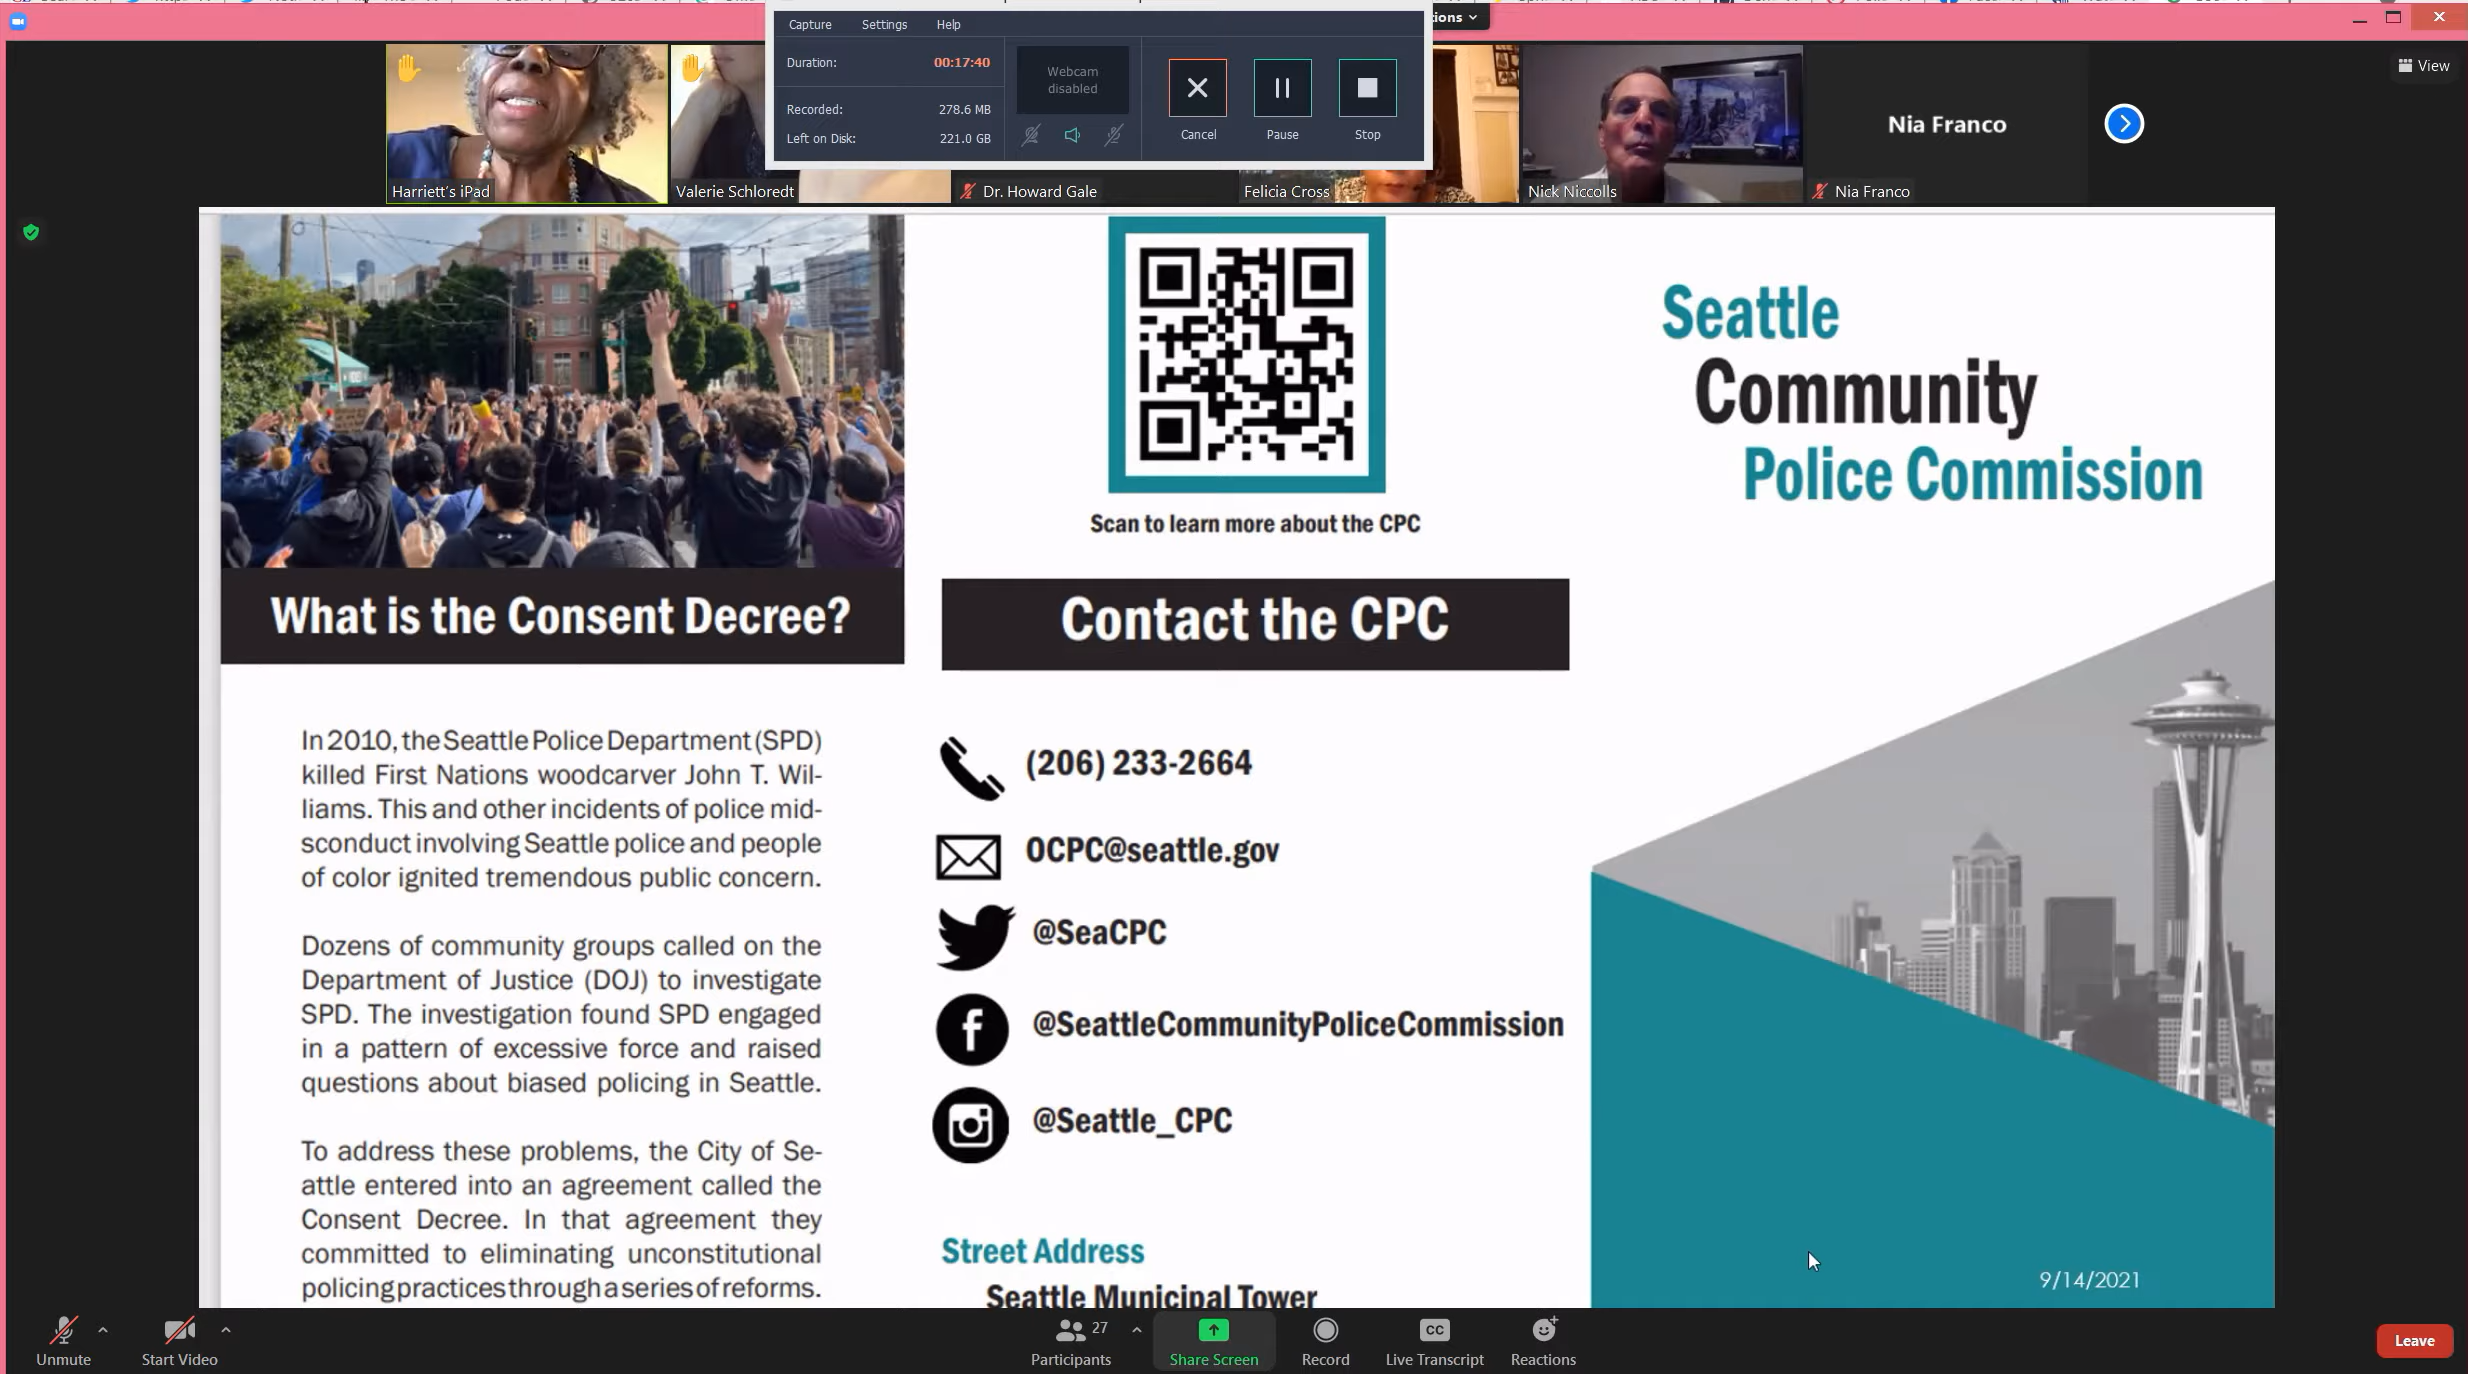 Capture Settings Help
Duration: 00:17:40
Recorded: 278.6 MB
Left on Disk: 221.0 GB
Webcam
disabled
Cancel
Pause
Stop
View
Harriett's iPad
Valerie Schloredt
Dr. Howard Gale
Felicia Cross
Nick Niccolls
Nia Franco
Nia Franco
What is the Consent Decree?
In 2010, the Seattle Police Department (SPD)
killed First Nations woodcarver John T. Wil-
liams. This and other incidents of police mid-
sconduct involving Seattle police and people
of color ignited tremendous public concern.
Dozens of community groups called on the
Department of Justice (DOJ) to investigate
SPD. The investigation found SPD engaged
in a pattern of excessive force and raised
questions about biased policing in Seattle.
To address these problems, the City of Se-
attle entered into an agreement called the
Consent Decree. In that agreement they
committed to eliminating unconstitutional
policing practices through a series of reforms.
Scan to learn more about the CPC
Contact the CPC
(206) 233-2664
OCPC@seattle.gov
@SeaCPC
@SeattleCommunityPoliceCommission
@Seattle_CPC
Street Address
Seattle Municipal Tower
Seattle
Community
Police Commission
9/14/2021
Unmute
Start Video
27
Participants
Share Screen
Record
CC
Live Transcript
Reactions
Leave